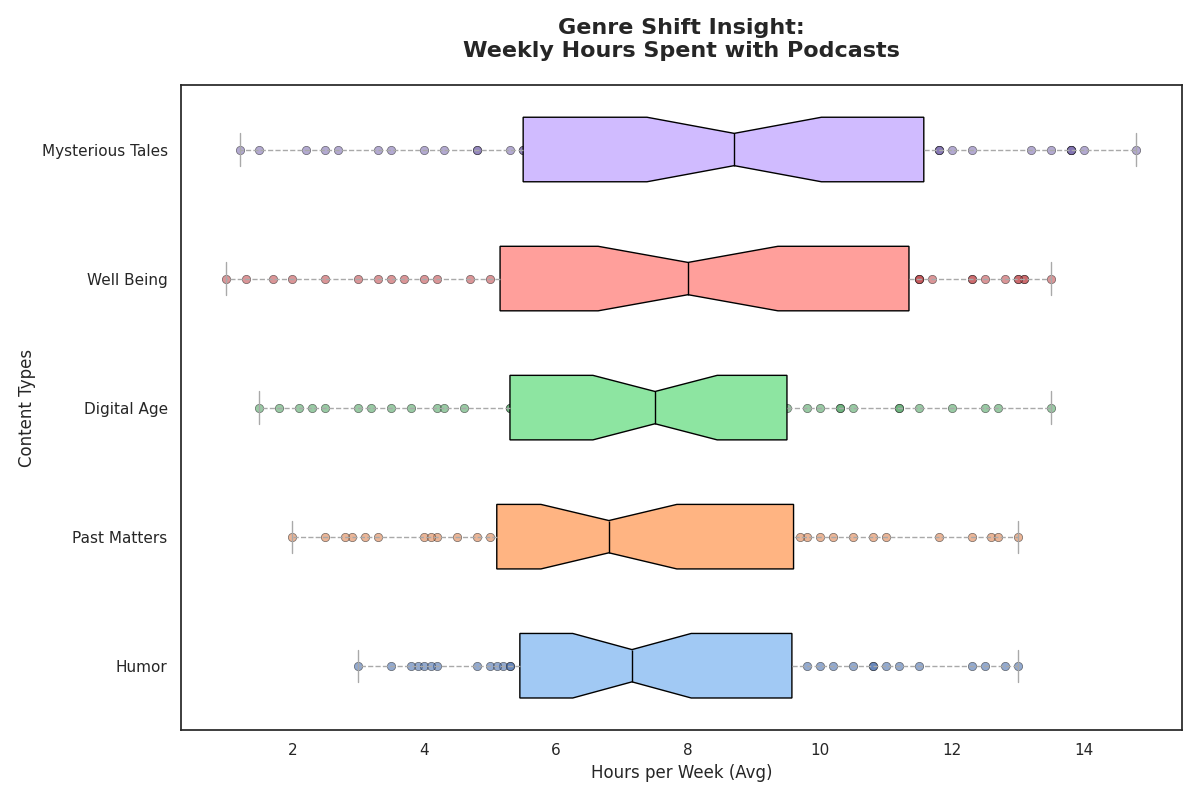 Genre Shift Insight:
Weekly Hours Spent with Podcasts
Content Types
Mysterious Tales
Well Being
Digital Age
Past Matters
Humor
2 4 6 8 10 12 14
Hours per Week (Avg)